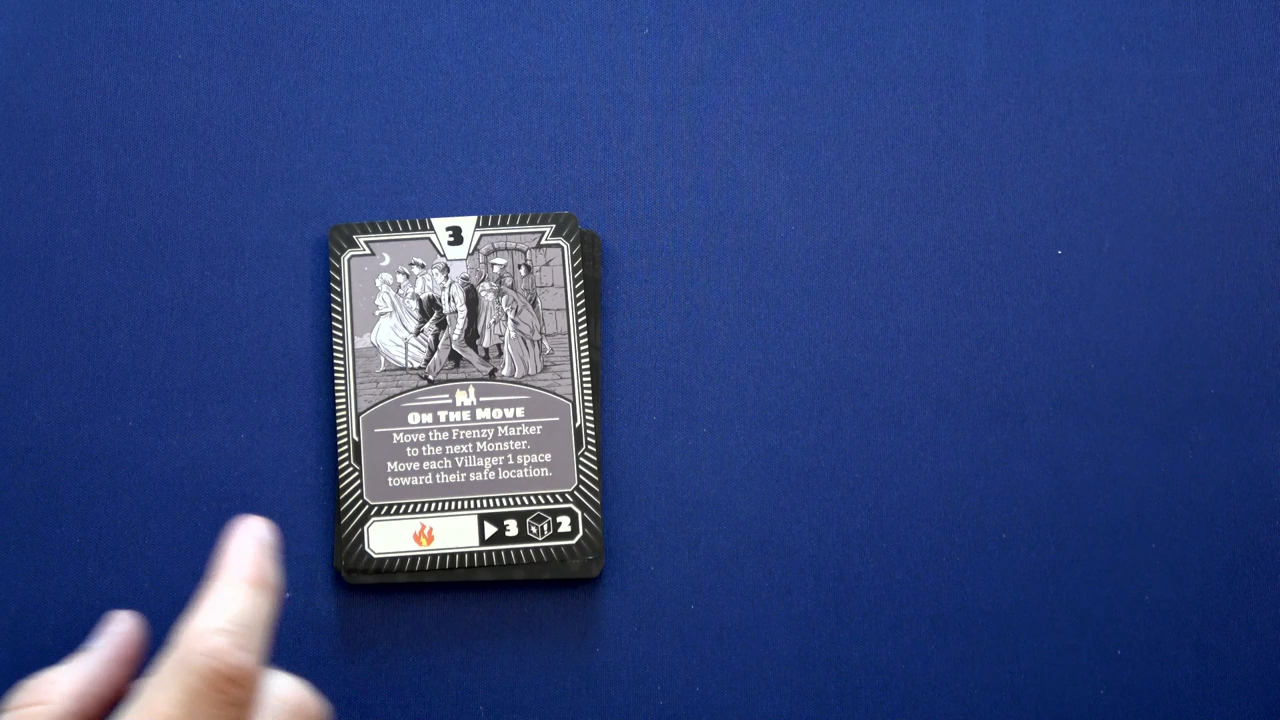 3
On The Move
Move the Frenzy Marker
to the next Monster.
Move each Villager 1 space
toward their safe location.
3 2